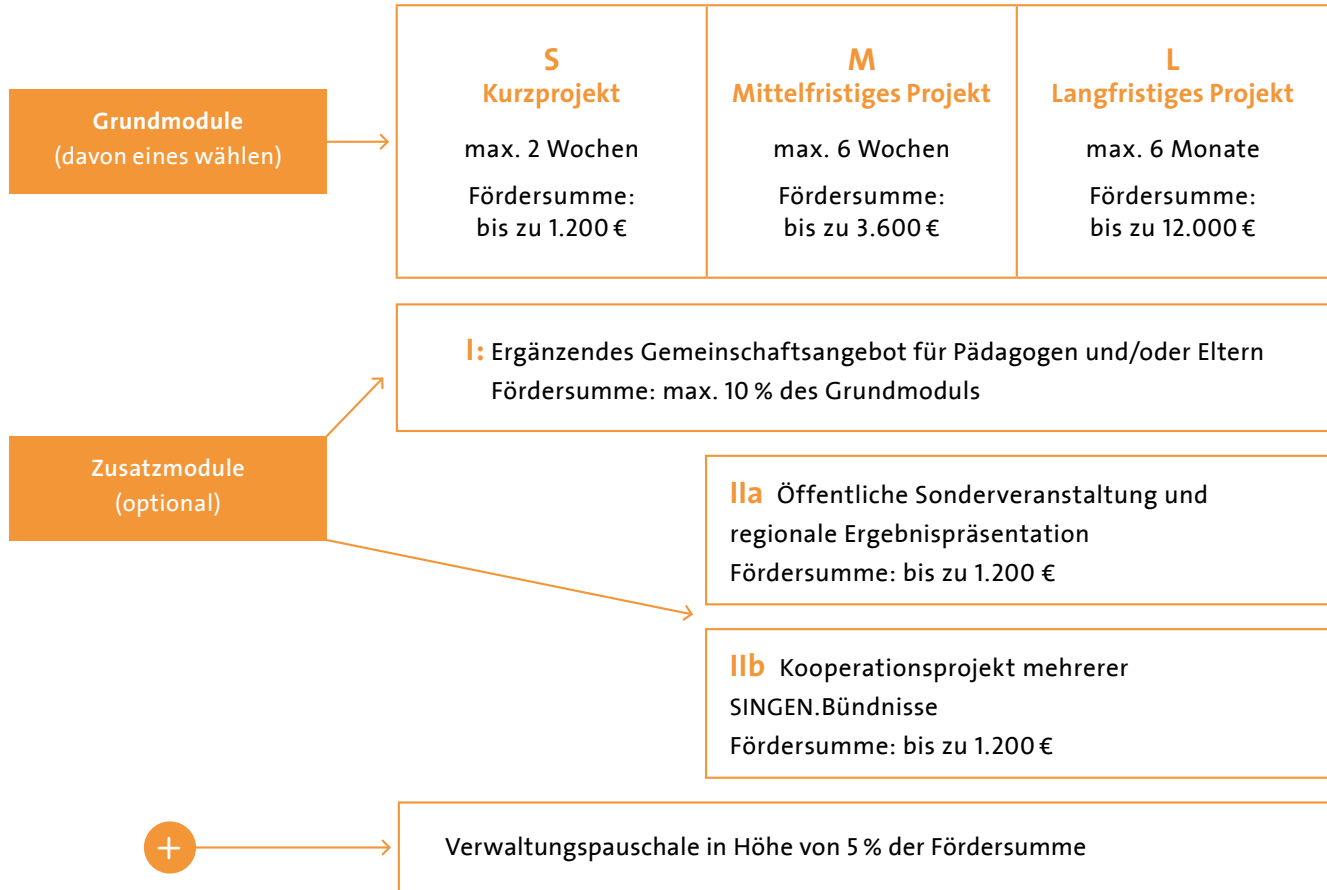 Grundmodule
(davon eines wählen)
S
Kurzprojekt
max. 2 Wochen
Fördersumme:
bis zu 1.200 €
M
Mittelfristiges Projekt
max. 6 Wochen
Fördersumme:
bis zu 3.600 €
L
Langfristiges Projekt
max. 6 Monate
Fördersumme:
bis zu 12.000 €
Zusatzmodule
(optional)
I: Ergänzendes Gemeinschaftsangebot für Pädagogen und/oder Eltern
Fördersumme: max. 10 % des Grundmoduls
IIa Öffentliche Sonderveranstaltung und
regionale Ergebnispräsentation
Fördersumme: bis zu 1.200 €
IIb Kooperationsprojekt mehrerer
SINGEN.Bündnisse
Fördersumme: bis zu 1.200 €
+
Verwaltungspauschale in Höhe von 5 % der Fördersumme